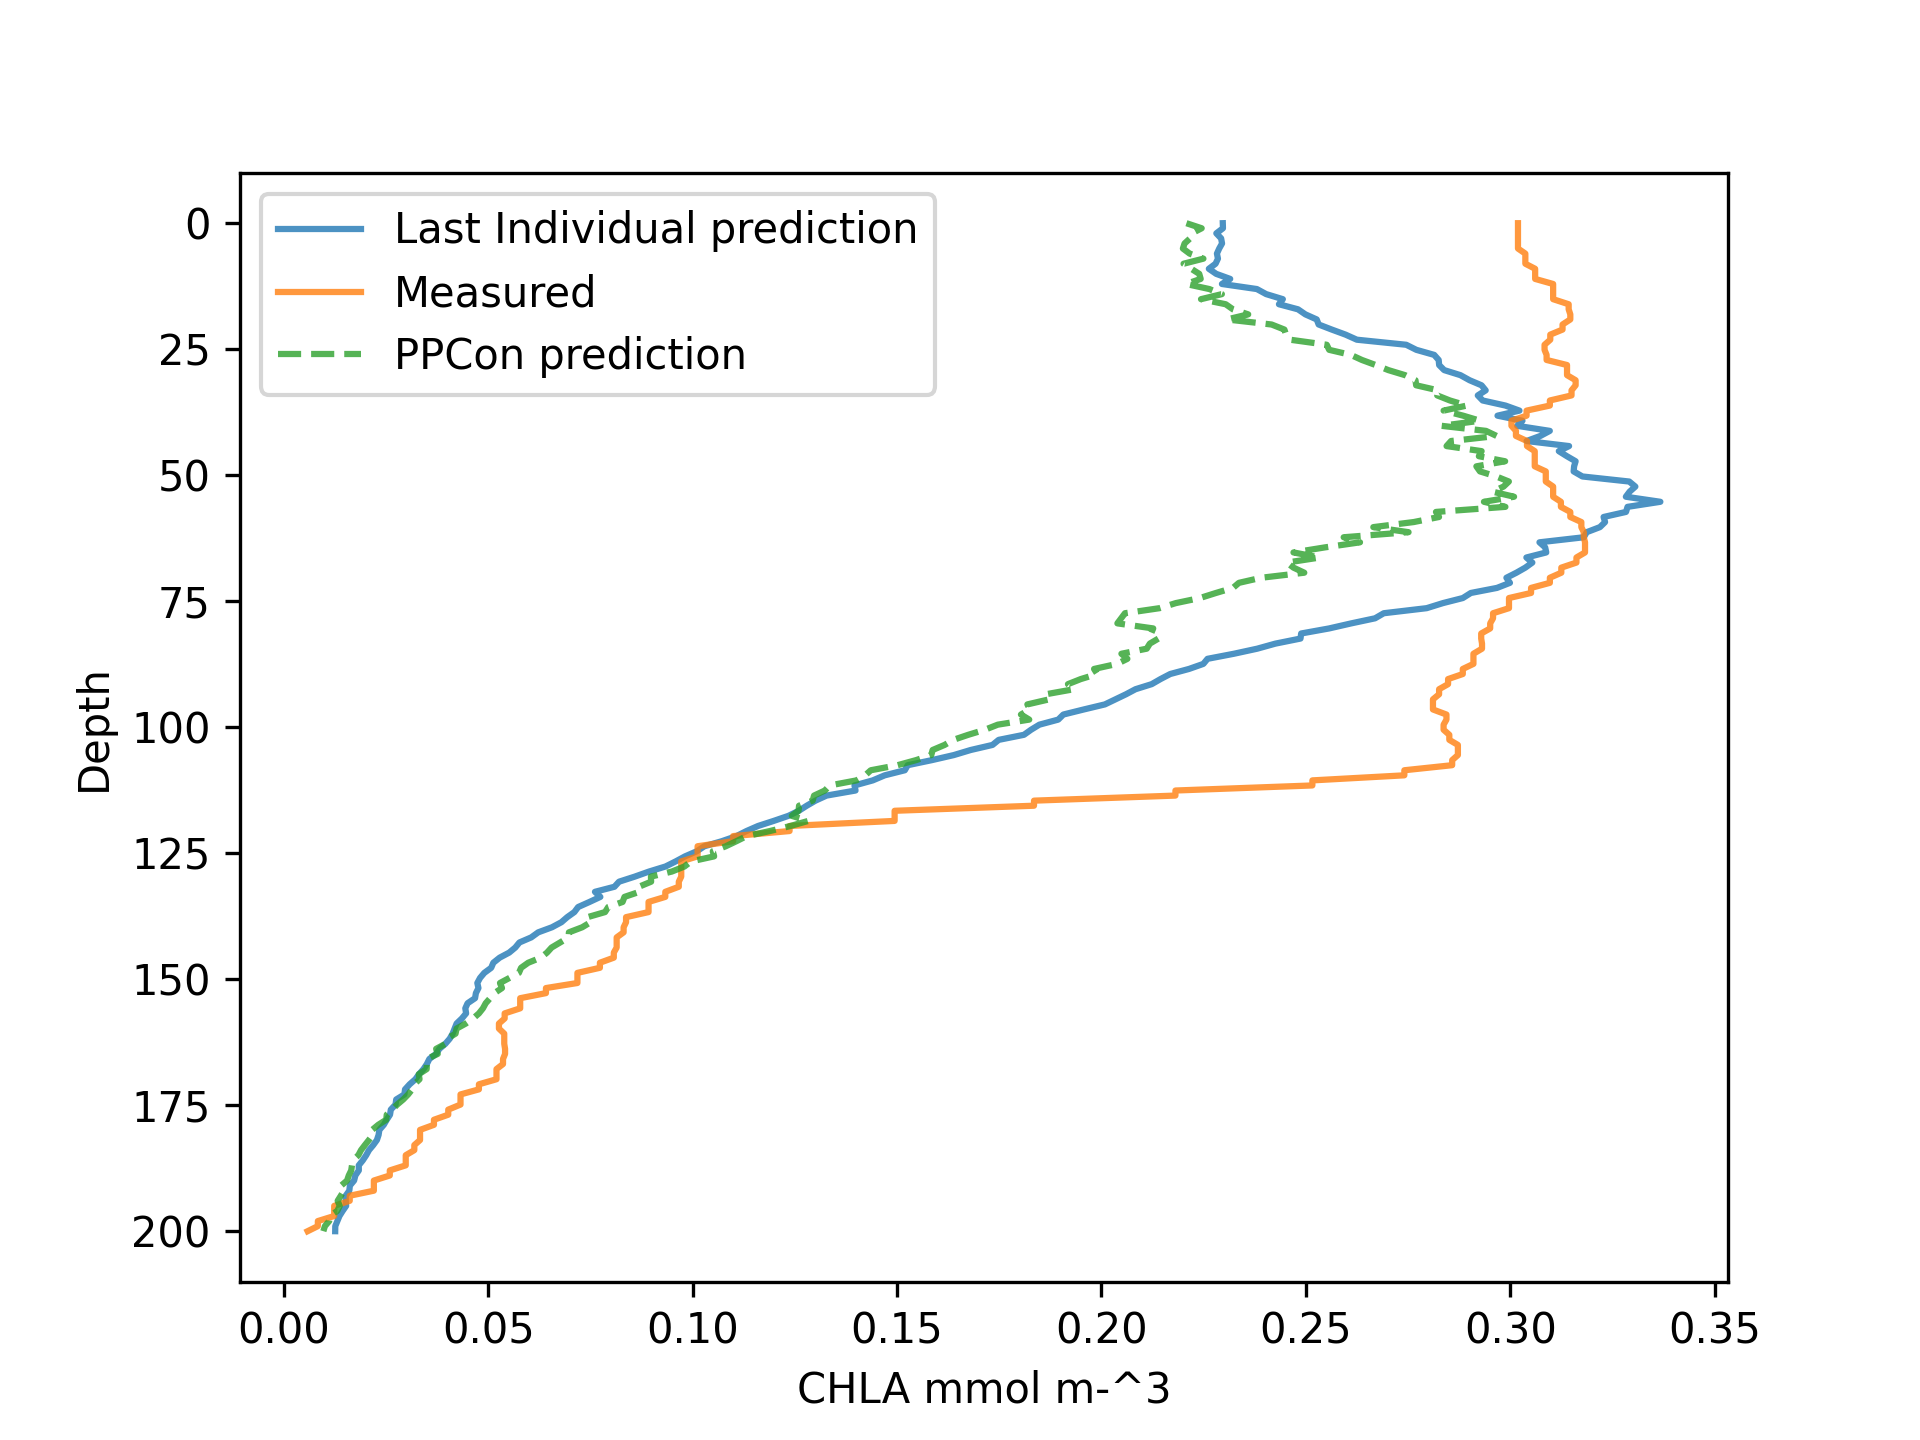 Last Individual prediction
Measured
PPCon prediction
0
25
50
75
100
125
150
175
200
Depth
0.00 0.05 0.10 0.15 0.20 0.25 0.30 0.35
CHLA mmol m-^3